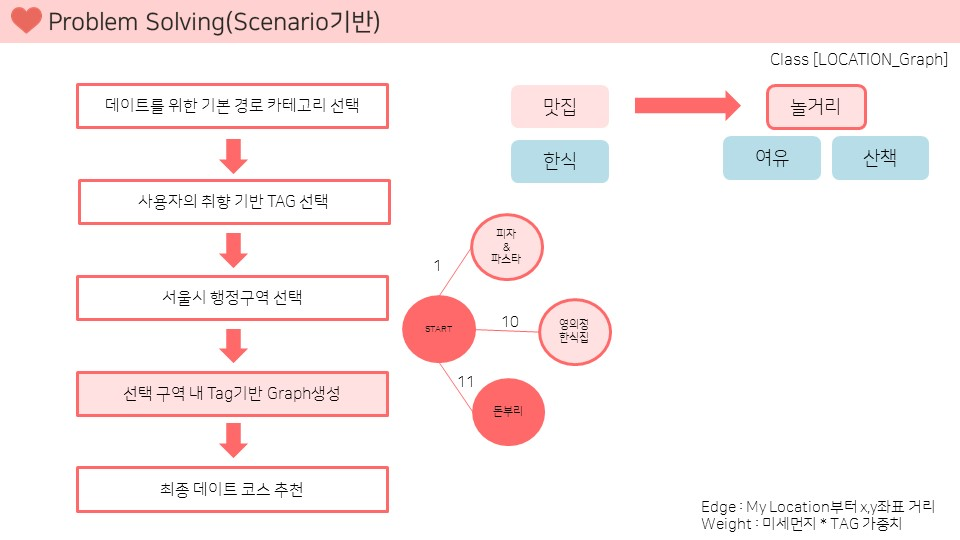 Problem Solving(Scenario기반)
Class [LOCATION_Graph]
데이트를 위한 기본 경로 카테고리 선택
사용자의 취향 기반 TAG 선택
서울시 행정구역 선택
선택 구역 내 Tag기반 Graph생성
최종 데이트 코스 추천
맛집
놀거리
한식
여유
산책
피자
&
파스타
1
START
10
영의정
한식집
11
돈부리
Edge : My Location부터 x,y좌표 거리
Weight : 미세먼지 * TAG 가중치